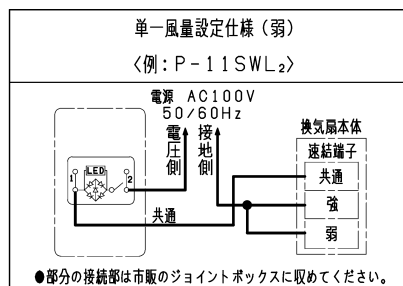 単一風量設定仕様（弱）
〈例：P－11SWL₂〉
電源 AC100V
50/60Hz
電圧側
接地側
換気扇本体
速結端子
共通
強
弱
LED
1
2
共通
●部分の接続部は市販のジョイントボックスに収めてください。